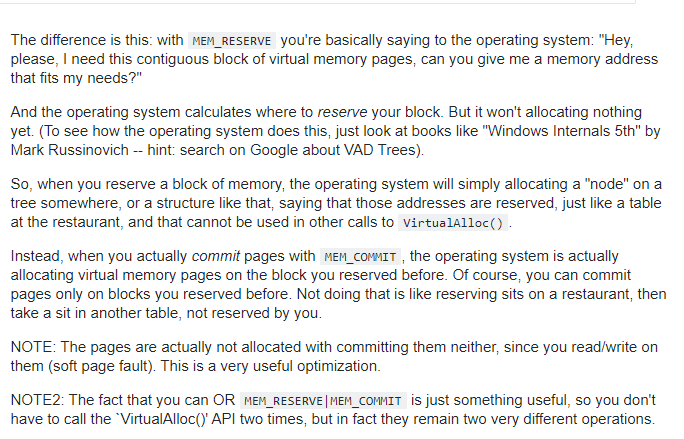 The difference is this: with MEM_RESERVE you're basically saying to the operating system: "Hey,
please, I need this contiguous block of virtual memory pages, can you give me a memory address
that fits my needs?"
And the operating system calculates where to reserve your block. But it won't allocating nothing
yet. (To see how the operating system does this, just look at books like "Windows Internals 5th" by
Mark Russinovich -- hint: search on Google about VAD Trees).
So, when you reserve a block of memory, the operating system will simply allocating a "node" on a
tree somewhere, or a structure like that, saying that those addresses are reserved, just like a table
at the restaurant, and that cannot be used in other calls to VirtualAlloc() .
Instead, when you actually commit pages with MEM_COMMIT , the operating system is actually
allocating virtual memory pages on the block you reserved before. Of course, you can commit
pages only on blocks you reserved before. Not doing that is like reserving sits on a restaurant, then
take a sit in another table, not reserved by you.
NOTE: The pages are actually not allocated with committing them neither, since you read/write on
them (soft page fault). This is a very useful optimization.
NOTE2: The fact that you can OR MEM_RESERVE|MEM_COMMIT is just something useful, so you don't
have to call the `VirtualAlloc()' API two times, but in fact they remain two very different operations.